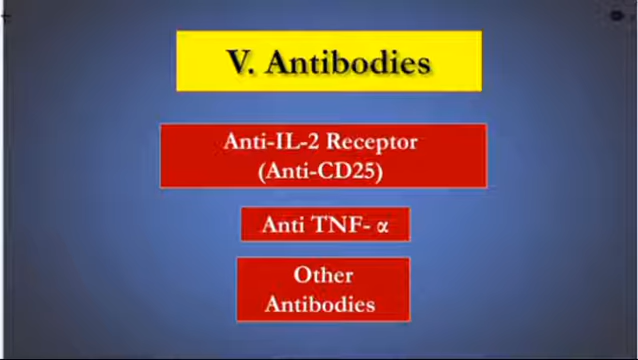 V. Antibodies
Anti-IL-2 Receptor
(Anti-CD25)
Anti TNF- α
Other
Antibodies